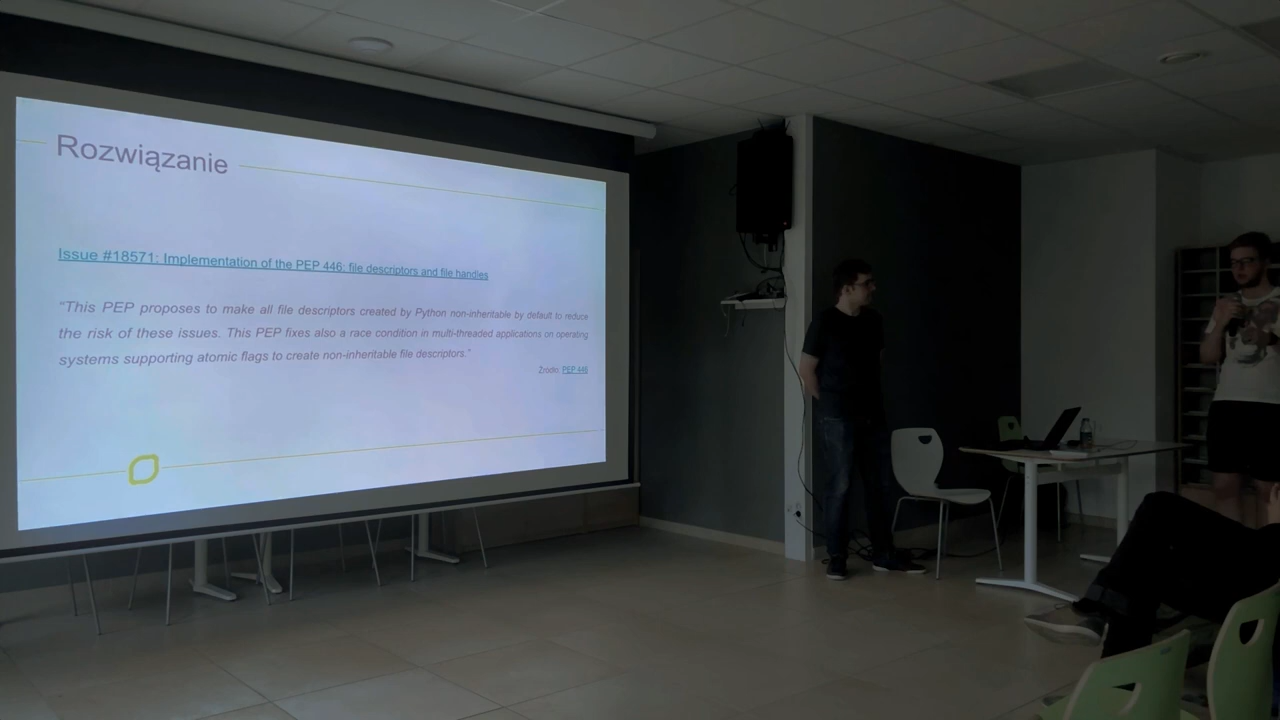 Rozwiązanie
Issue #18571: Implementation of the PEP 446: file descriptors and file handles
“This PEP proposes to make all file descriptors created by Python non-inheritable by default to reduce
the risk of these issues. This PEP fixes also a race condition in multi-threaded applications on operating
systems supporting atomic flags to create non-inheritable file descriptors.”
Źródło: PEP 446